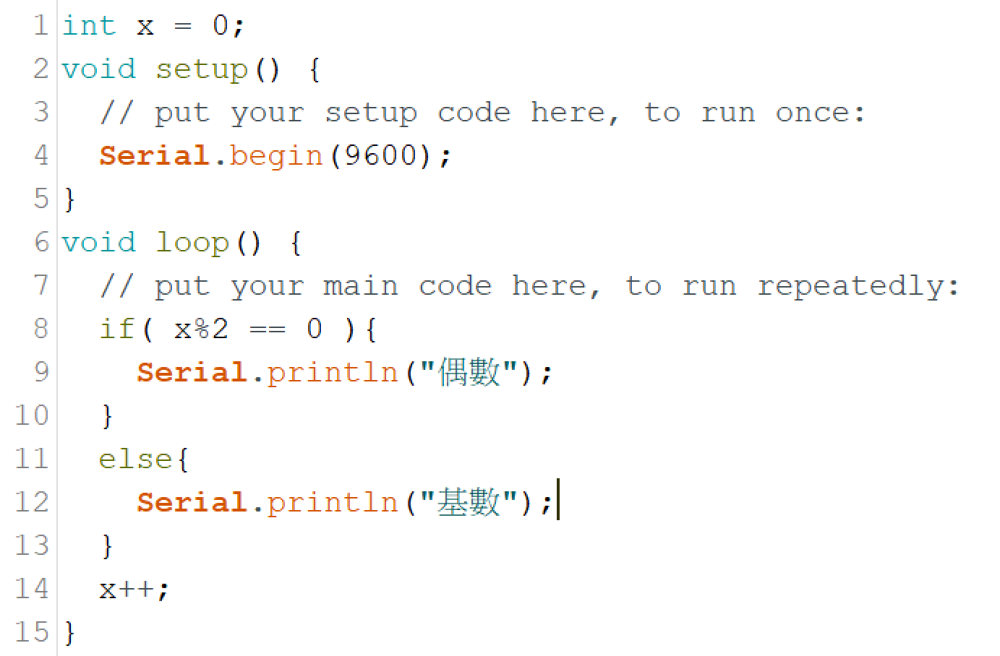 1 int x = 0;
2 void setup() {
3 // put your setup code here, to run once:
4 Serial.begin(9600);
5 }
6 void loop() {
7 // put your main code here, to run repeatedly:
8 if( x%2 == 0 ){
9 Serial.println("偶數");
10 }
11 else{
12 Serial.println("基數");
13 }
14 x++;
15 }